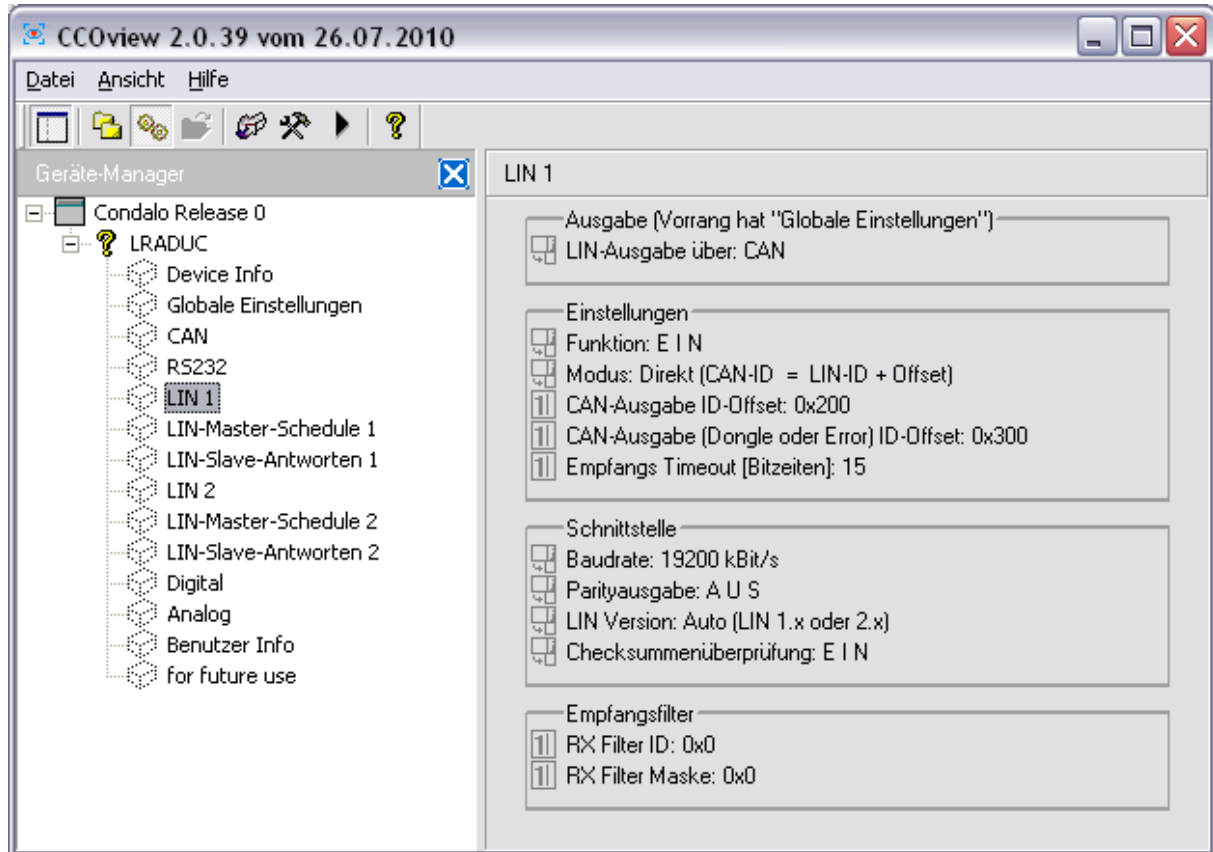 CCOview 2.0.39 vom 26.07.2010
Datei Ansicht Hilfe
Geräte-Manager
Condalo Release 0
LRADUC
Device Info
Globale Einstellungen
CAN
RS232
LIN 1
LIN-Master-Schedule 1
LIN-Slave-Antworten 1
LIN 2
LIN-Master-Schedule 2
LIN-Slave-Antworten 2
Digital
Analog
Benutzer Info
for future use
LIN 1
Ausgabe (Vorrang hat "Globale Einstellungen")
LIN-Ausgabe über: CAN
Einstellungen
Funktion: E I N
Modus: Direkt (CAN-ID = LIN-ID + Offset)
CAN-Ausgabe ID-Offset: 0x200
CAN-Ausgabe (Dongle oder Error) ID-Offset: 0x300
Empfangs Timeout [Bitzeiten]: 15
Schnittstelle
Baudrate: 19200 kBit/s
Parityausgabe: A U S
LIN Version: Auto (LIN 1.x oder 2.x)
Checksummenüberprüfung: E I N
Empfangsfilter
RX Filter ID: 0x0
RX Filter Maske: 0x0